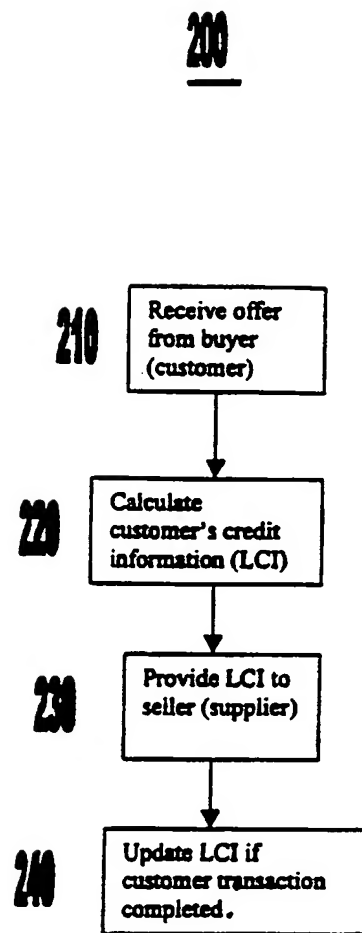 200
210
Receive offer
from buyer
(customer)
220
Calculate
customer's credit
information (LCI)
230
Provide LCI to
seller (supplier)
240
Update LCI if
customer transaction
completed.